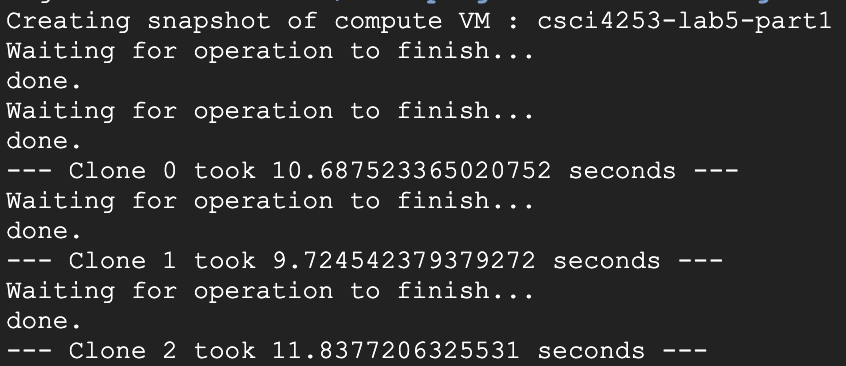 Creating snapshot of compute VM : csci4253-lab5-part1
Waiting for operation to finish...
done.
Waiting for operation to finish...
done.
--- Clone 0 took 10.687523365020752 seconds ---
Waiting for operation to finish...
done.
--- Clone 1 took 9.724542379379272 seconds ---
Waiting for operation to finish...
done.
--- Clone 2 took 11.8377206325531 seconds ---